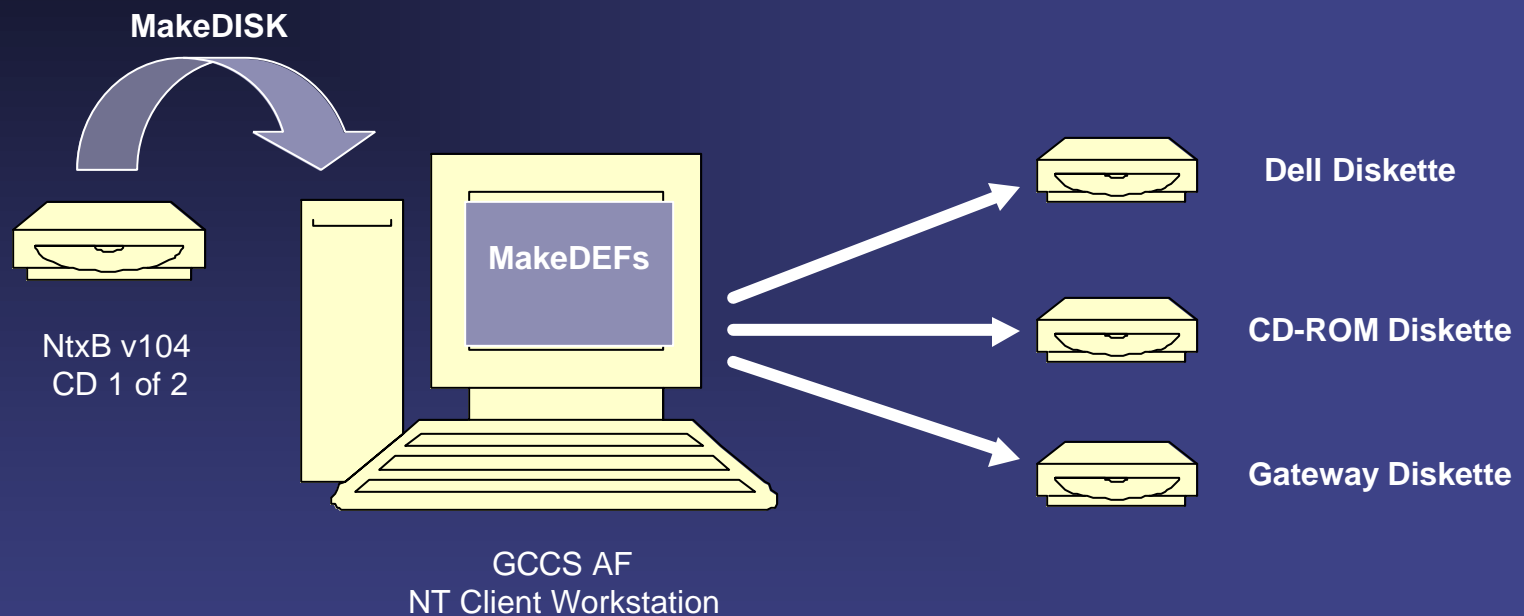 MakeDISK
NtxB v104
CD 1 of 2
MakeDEFs
GCCS AF
NT Client Workstation
Dell Diskette
CD-ROM Diskette
Gateway Diskette